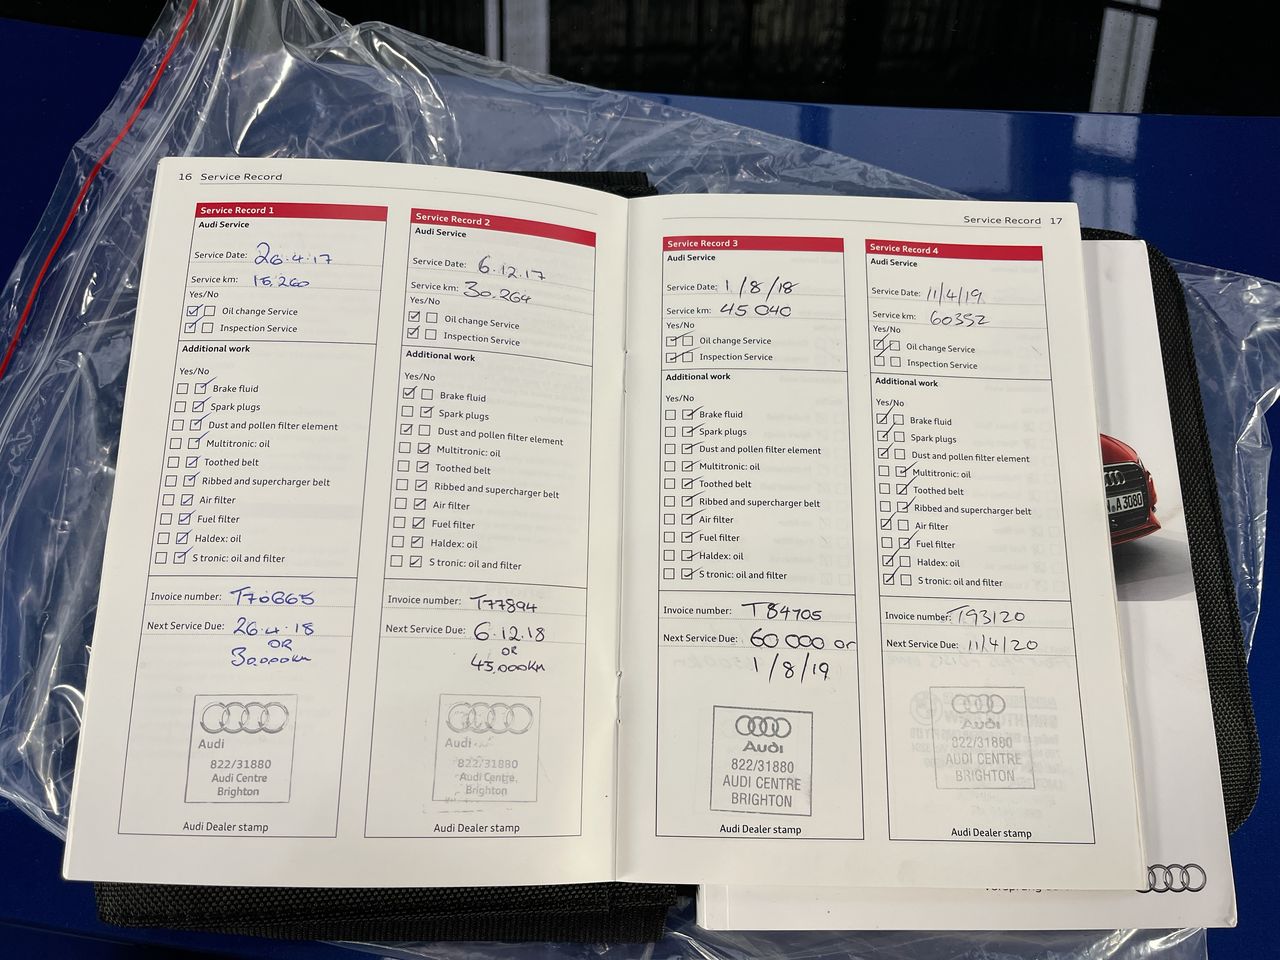 16 Service Record
Service Record 1
Audi Service
Service Date: 26.4.17
Service km: 15,260
Yes/No
Oil change Service
Inspection Service
Additional work
Yes/No
Brake fluid
Spark plugs
Dust and pollen filter element
Multitronic: oil
Toothed belt
Ribbed and supercharger belt
Air filter
Fuel filter
Haldex: oil
S tronic: oil and filter
Invoice number: T70665
Next Service Due: 26.4.18
OR
30,000km
Audi
822/31880
Audi Centre
Brighton
Audi Dealer stamp
Service Record 2
Audi Service
Service Date: 6.12.17
Service km: 30,264
Yes/No
Oil change Service
Inspection Service
Additional work
Yes/No
Brake fluid
Spark plugs
Dust and pollen filter element
Multitronic: oil
Toothed belt
Ribbed and supercharger belt
Air filter
Fuel filter
Haldex: oil
S tronic: oil and filter
Invoice number: T77894
Next Service Due: 6.12.18
OR
45,000km
Audi
822/31880
Audi Centre
Brighton
Audi Dealer stamp
Service Record 17
Service Record 3
Audi Service
Service Date: 1/8/18
Service km: 45 040
Yes/No
Oil change Service
Inspection Service
Additional work
Yes/No
Brake fluid
Spark plugs
Dust and pollen filter element
Multitronic: oil
Toothed belt
Ribbed and supercharger belt
Air filter
Fuel filter
Haldex: oil
S tronic: oil and filter
Invoice number: T84705
Next Service Due: 60 000 or
1/8/19
Audi
822/31880
AUDI CENTRE
BRIGHTON
Audi Dealer stamp
Service Record 4
Audi Service
Service Date: 11/4/19
Service km: 60352
Yes/No
Oil change Service
Inspection Service
Additional work
Yes/No
Brake fluid
Spark plugs
Dust and pollen filter element
Multitronic: oil
Toothed belt
Ribbed and supercharger belt
Air filter
Fuel filter
Haldex: oil
S tronic: oil and filter
Invoice number: T93120
Next Service Due: 11/4/20
Audi
822/31880
AUDI CENTRE
BRIGHTON
Audi Dealer stamp
A 3080